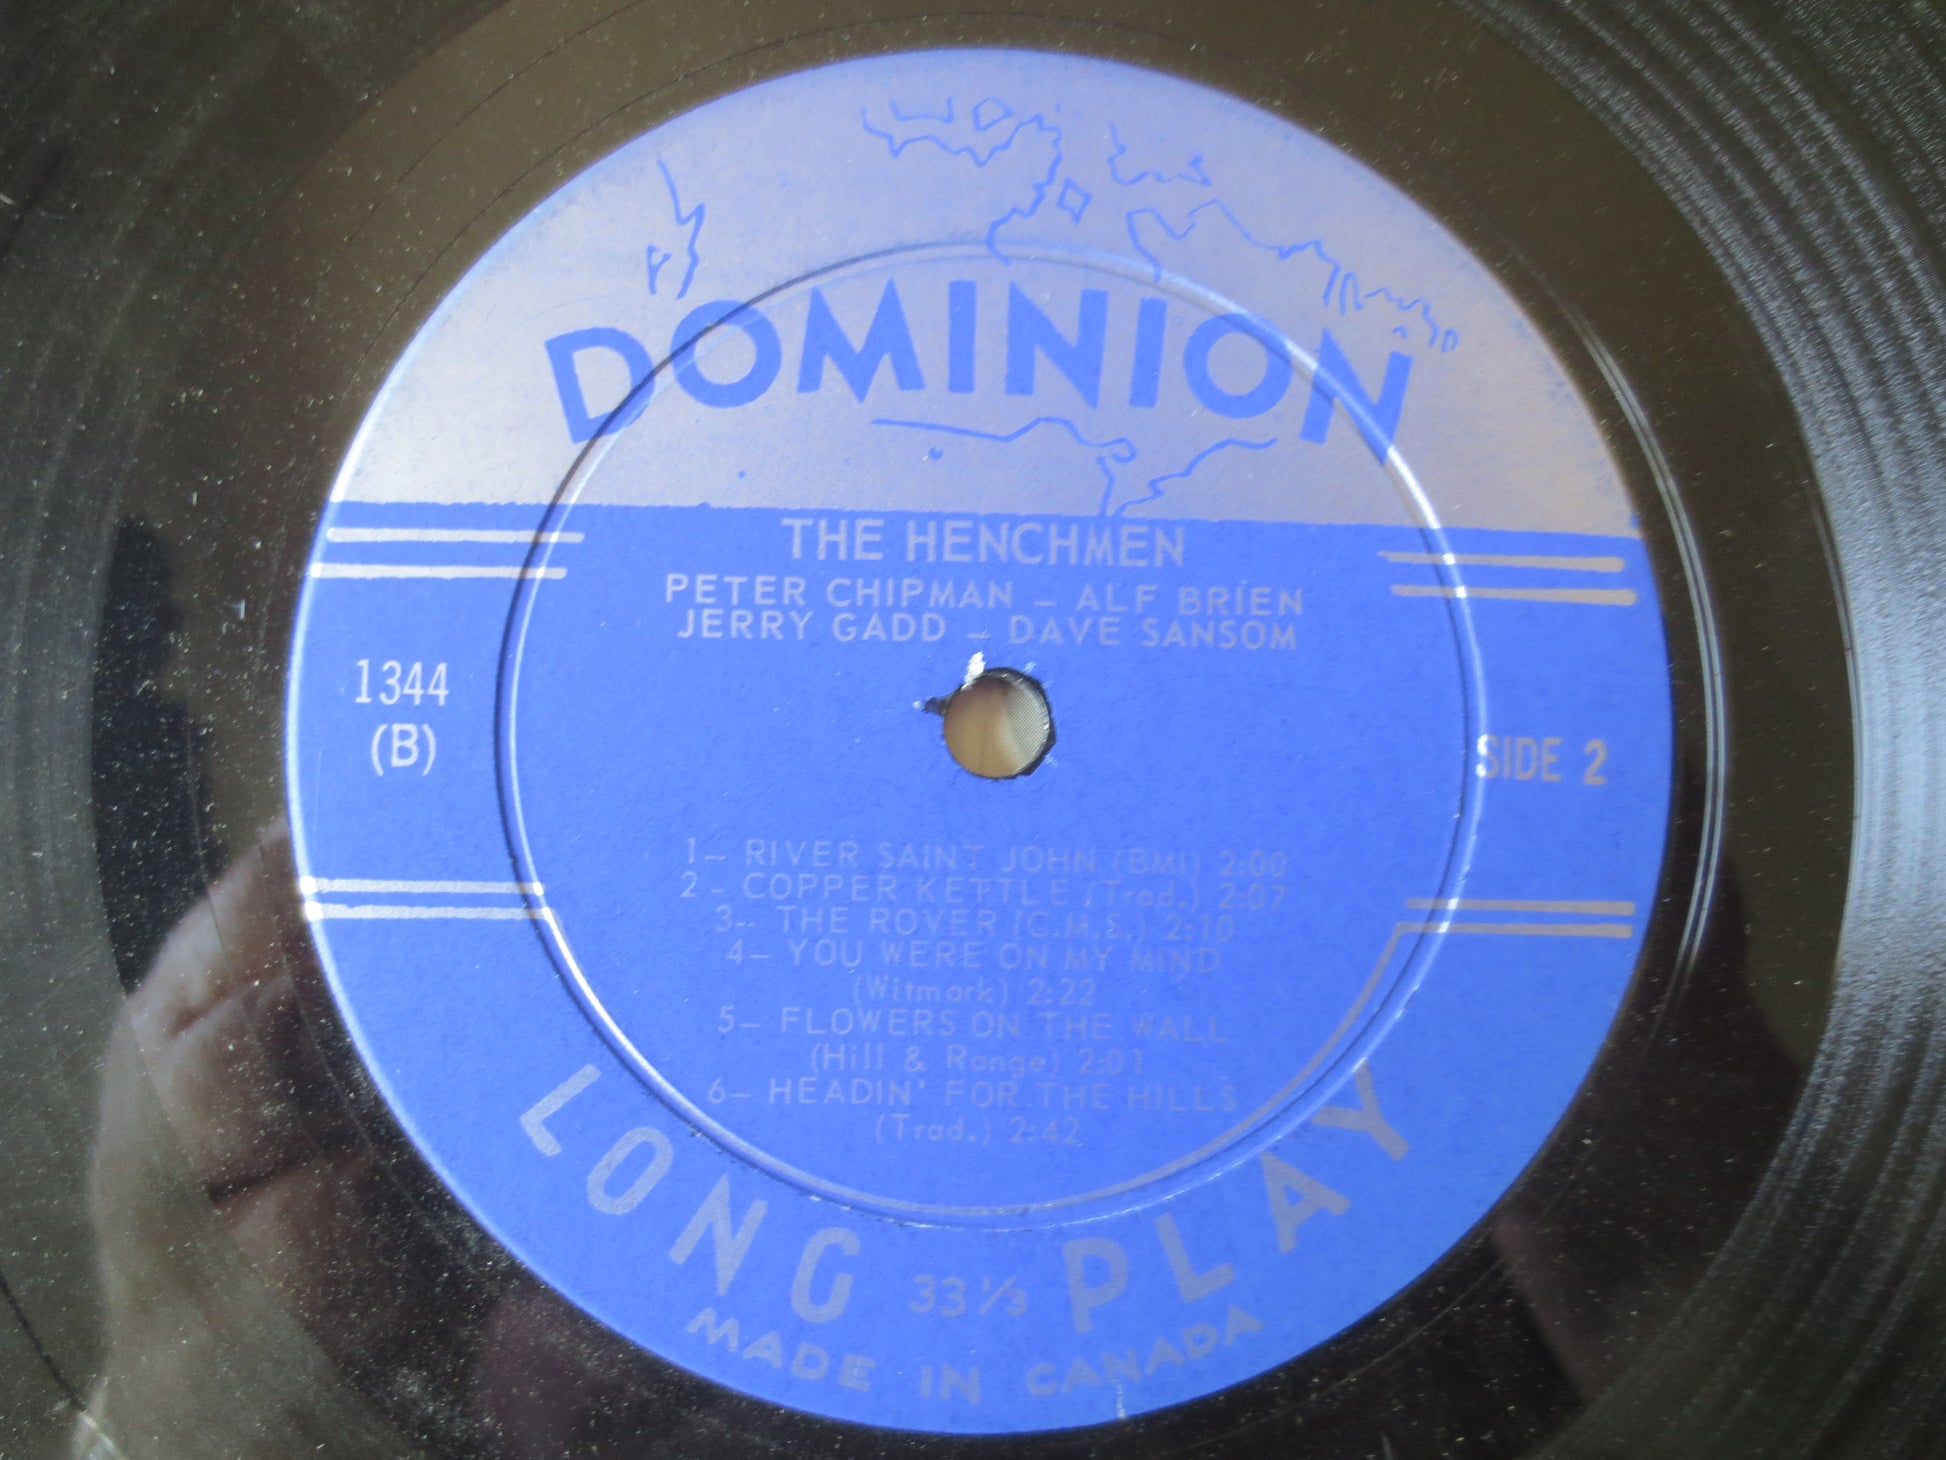 DOMINION
THE HENCHMEN
PETER CHIPMAN – ALF BRIEN
JERRY GADD – DAVE SANSOM
1344
(B)
SIDE 2
1– RIVER SAINT JOHN (BMI) 2:00
2 - COPPER KETTLE (Trad.) 2:07
3-- THE ROVER (C.M.S.) 2:10
4– YOU WERE ON MY MIND
(Witmark) 2:22
5– FLOWERS ON THE WALL
(Hill & Range) 2:01
6– HEADIN' FOR THE HILLS
(Trad.) 2:42
LONG 33 1/3 PLAY
MADE IN CANADA